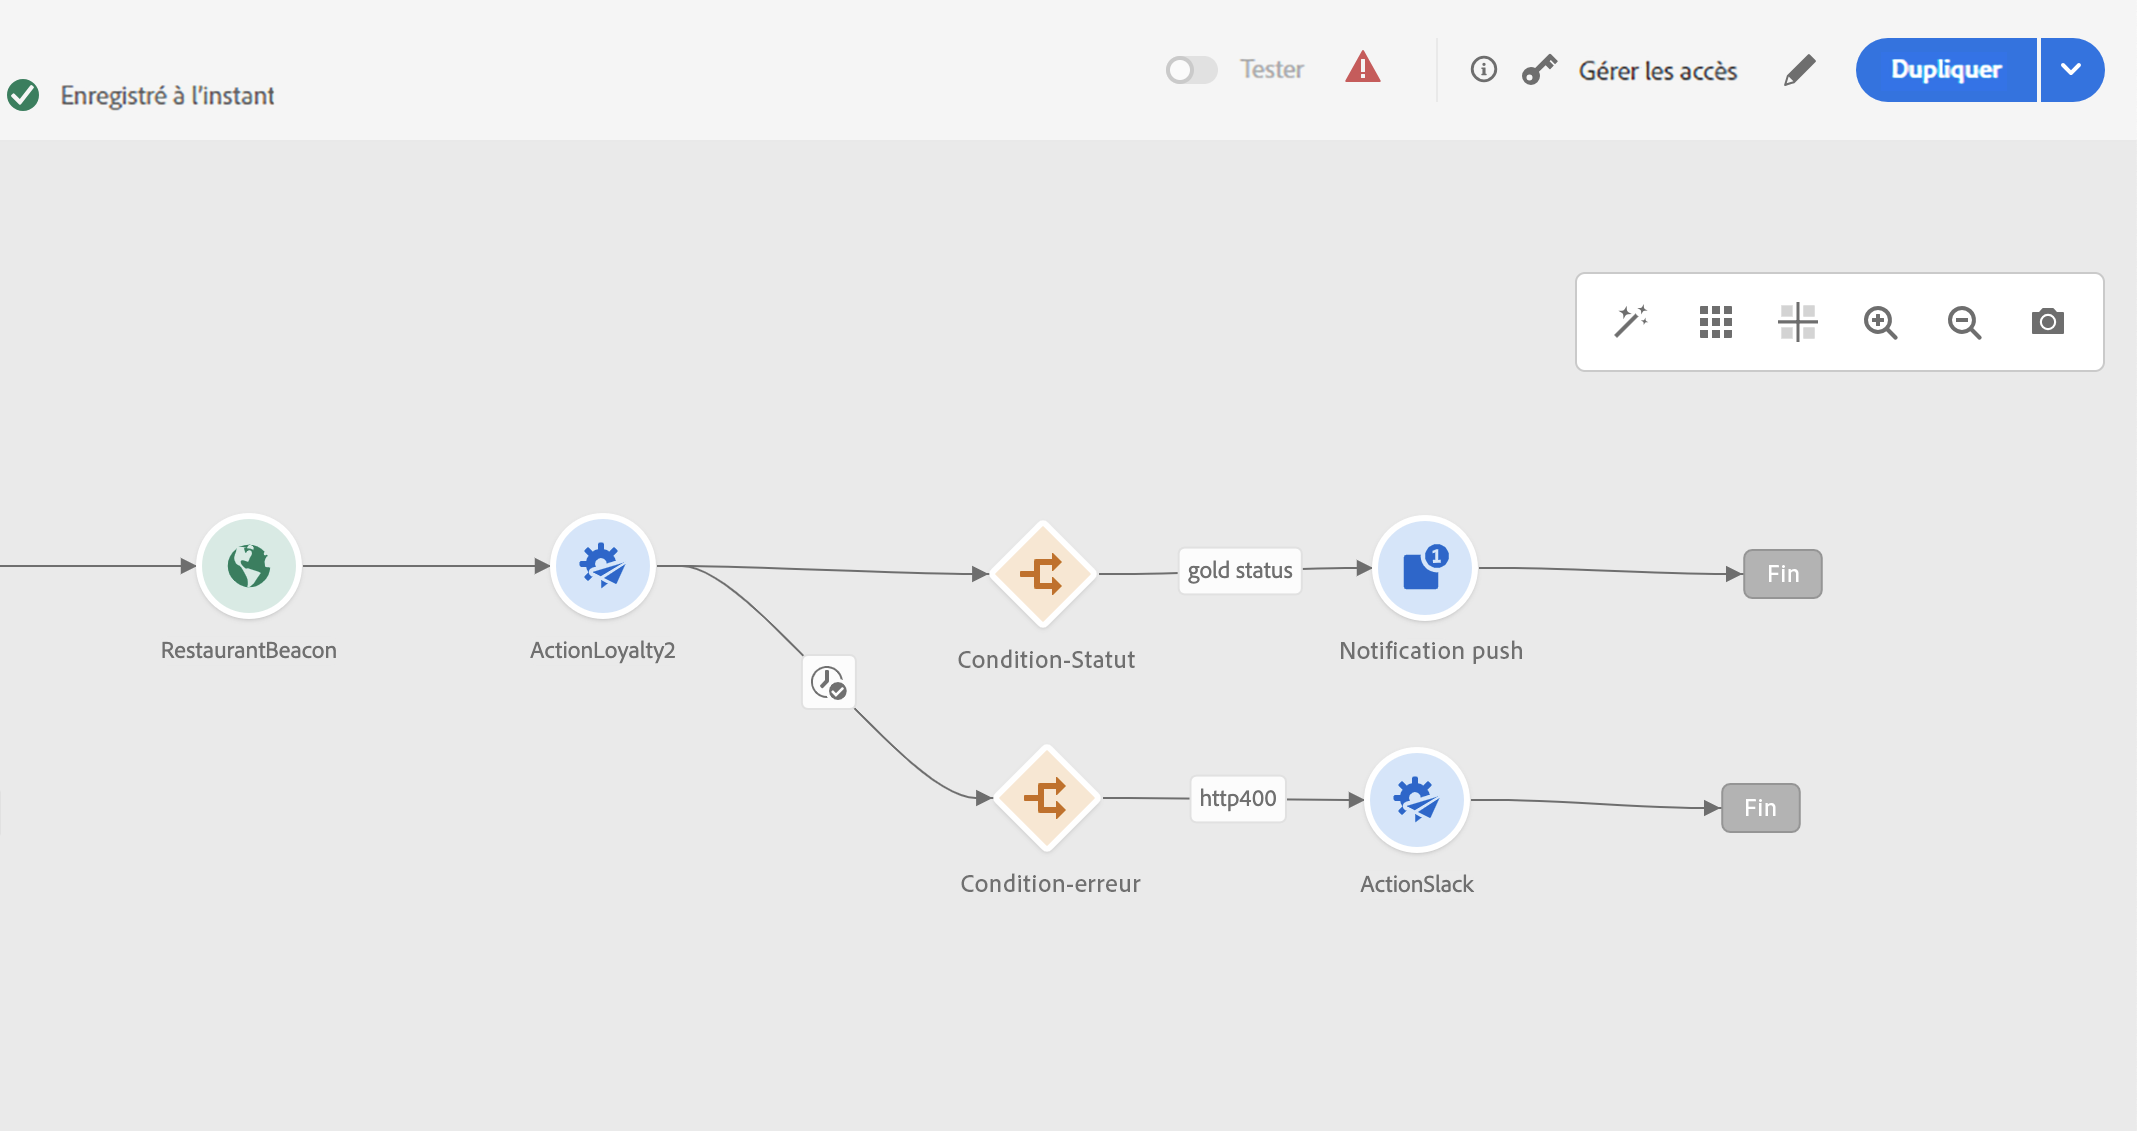 Enregistré à l'instant
Tester
Gérer les accès
Dupliquer
RestaurantBeacon
ActionLoyalty2
Condition-Statut
gold status
1
Notification push
Fin
Condition-erreur
http400
ActionSlack
Fin